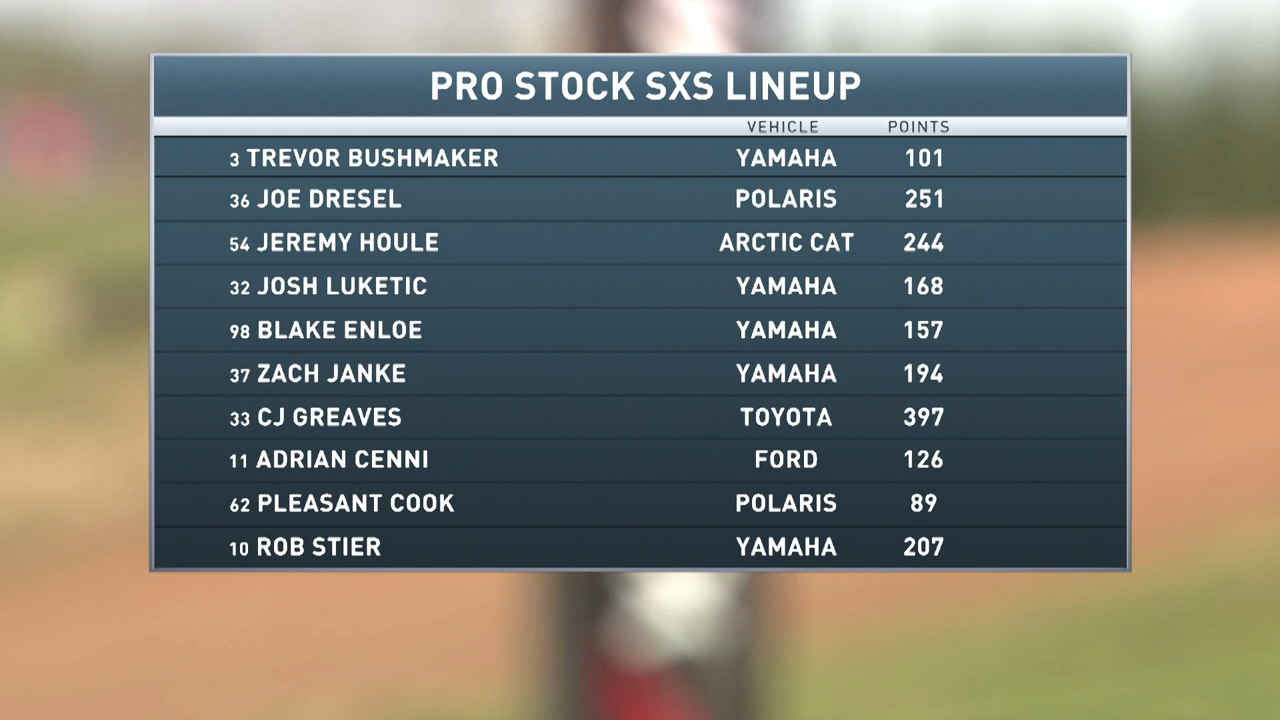 PRO STOCK SXS LINEUP
VEHICLE POINTS
3 TREVOR BUSHMAKER YAMAHA 101
36 JOE DRESEL POLARIS 251
54 JEREMY HOULE ARCTIC CAT 244
32 JOSH LUKETIC YAMAHA 168
98 BLAKE ENLOE YAMAHA 157
37 ZACH JANKE YAMAHA 194
33 CJ GREAVES TOYOTA 397
11 ADRIAN CENNI FORD 126
62 PLEASANT COOK POLARIS 89
10 ROB STIER YAMAHA 207